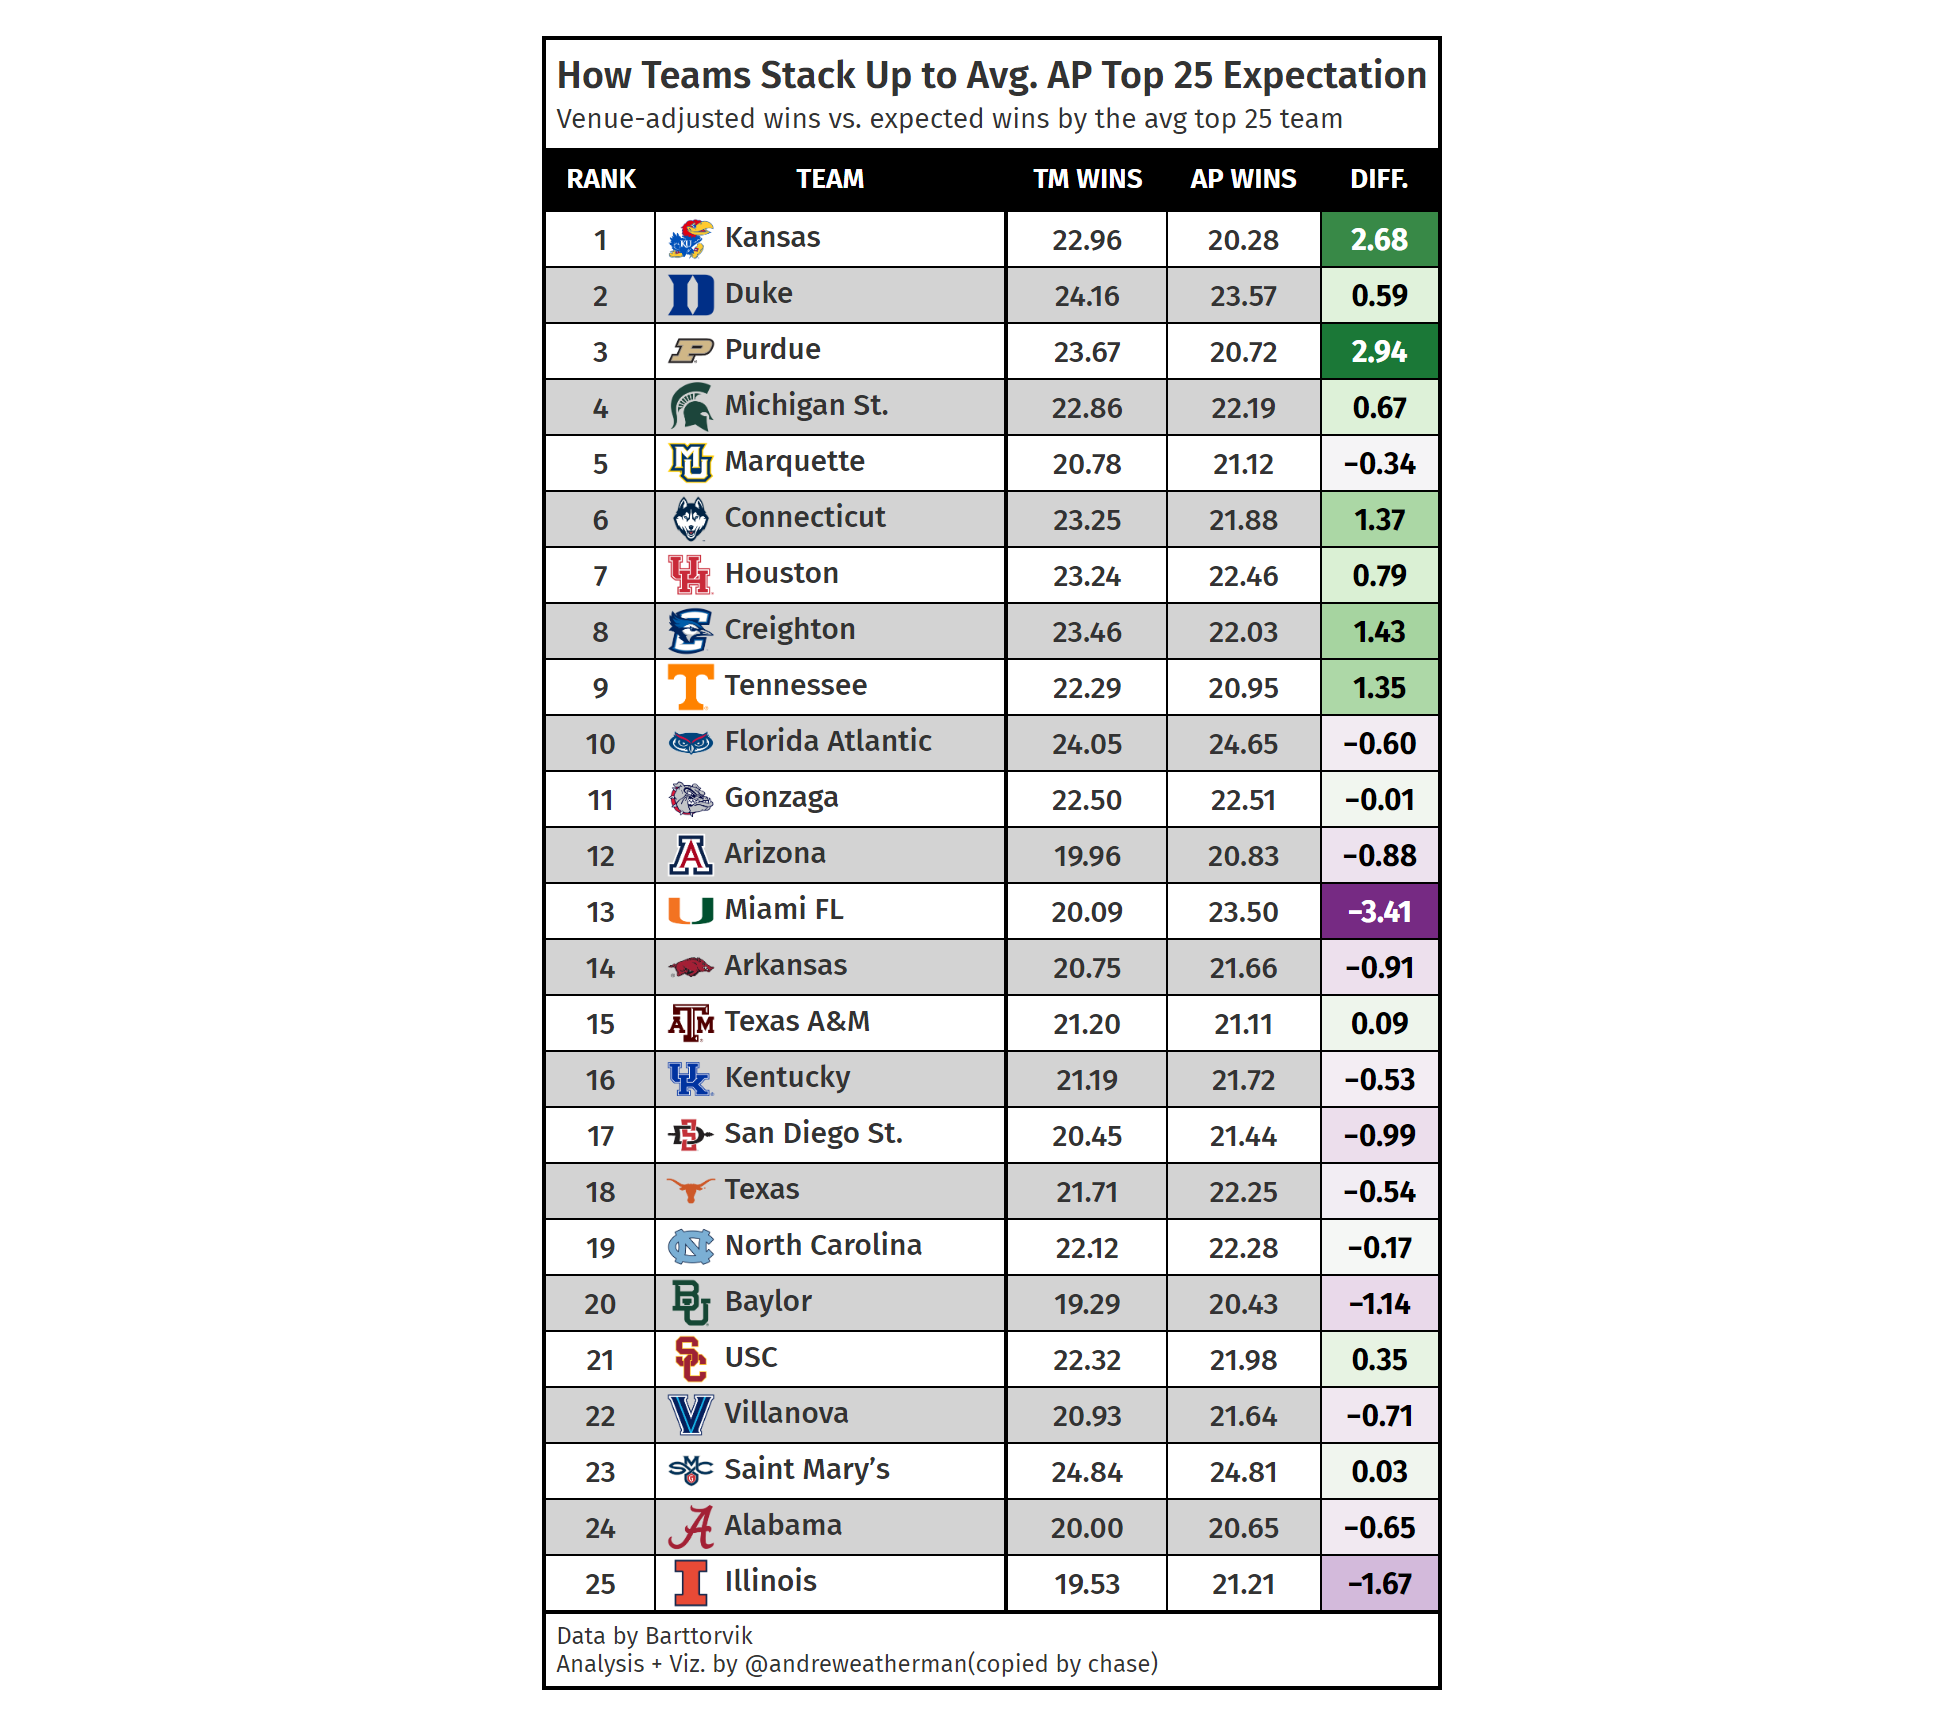 How Teams Stack Up to Avg. AP Top 25 Expectation
Venue-adjusted wins vs. expected wins by the avg top 25 team
RANK TEAM TM WINS AP WINS DIFF.
1 Kansas 22.96 20.28 2.68
2 Duke 24.16 23.57 0.59
3 Purdue 23.67 20.72 2.94
4 Michigan St. 22.86 22.19 0.67
5 Marquette 20.78 21.12 −0.34
6 Connecticut 23.25 21.88 1.37
7 Houston 23.24 22.46 0.79
8 Creighton 23.46 22.03 1.43
9 Tennessee 22.29 20.95 1.35
10 Florida Atlantic 24.05 24.65 −0.60
11 Gonzaga 22.50 22.51 −0.01
12 Arizona 19.96 20.83 −0.88
13 Miami FL 20.09 23.50 −3.41
14 Arkansas 20.75 21.66 −0.91
15 Texas A&M 21.20 21.11 0.09
16 Kentucky 21.19 21.72 −0.53
17 San Diego St. 20.45 21.44 −0.99
18 Texas 21.71 22.25 −0.54
19 North Carolina 22.12 22.28 −0.17
20 Baylor 19.29 20.43 −1.14
21 USC 22.32 21.98 0.35
22 Villanova 20.93 21.64 −0.71
23 Saint Mary’s 24.84 24.81 0.03
24 Alabama 20.00 20.65 −0.65
25 Illinois 19.53 21.21 −1.67
Data by Barttorvik
Analysis + Viz. by @andreweatherman(copied by chase)